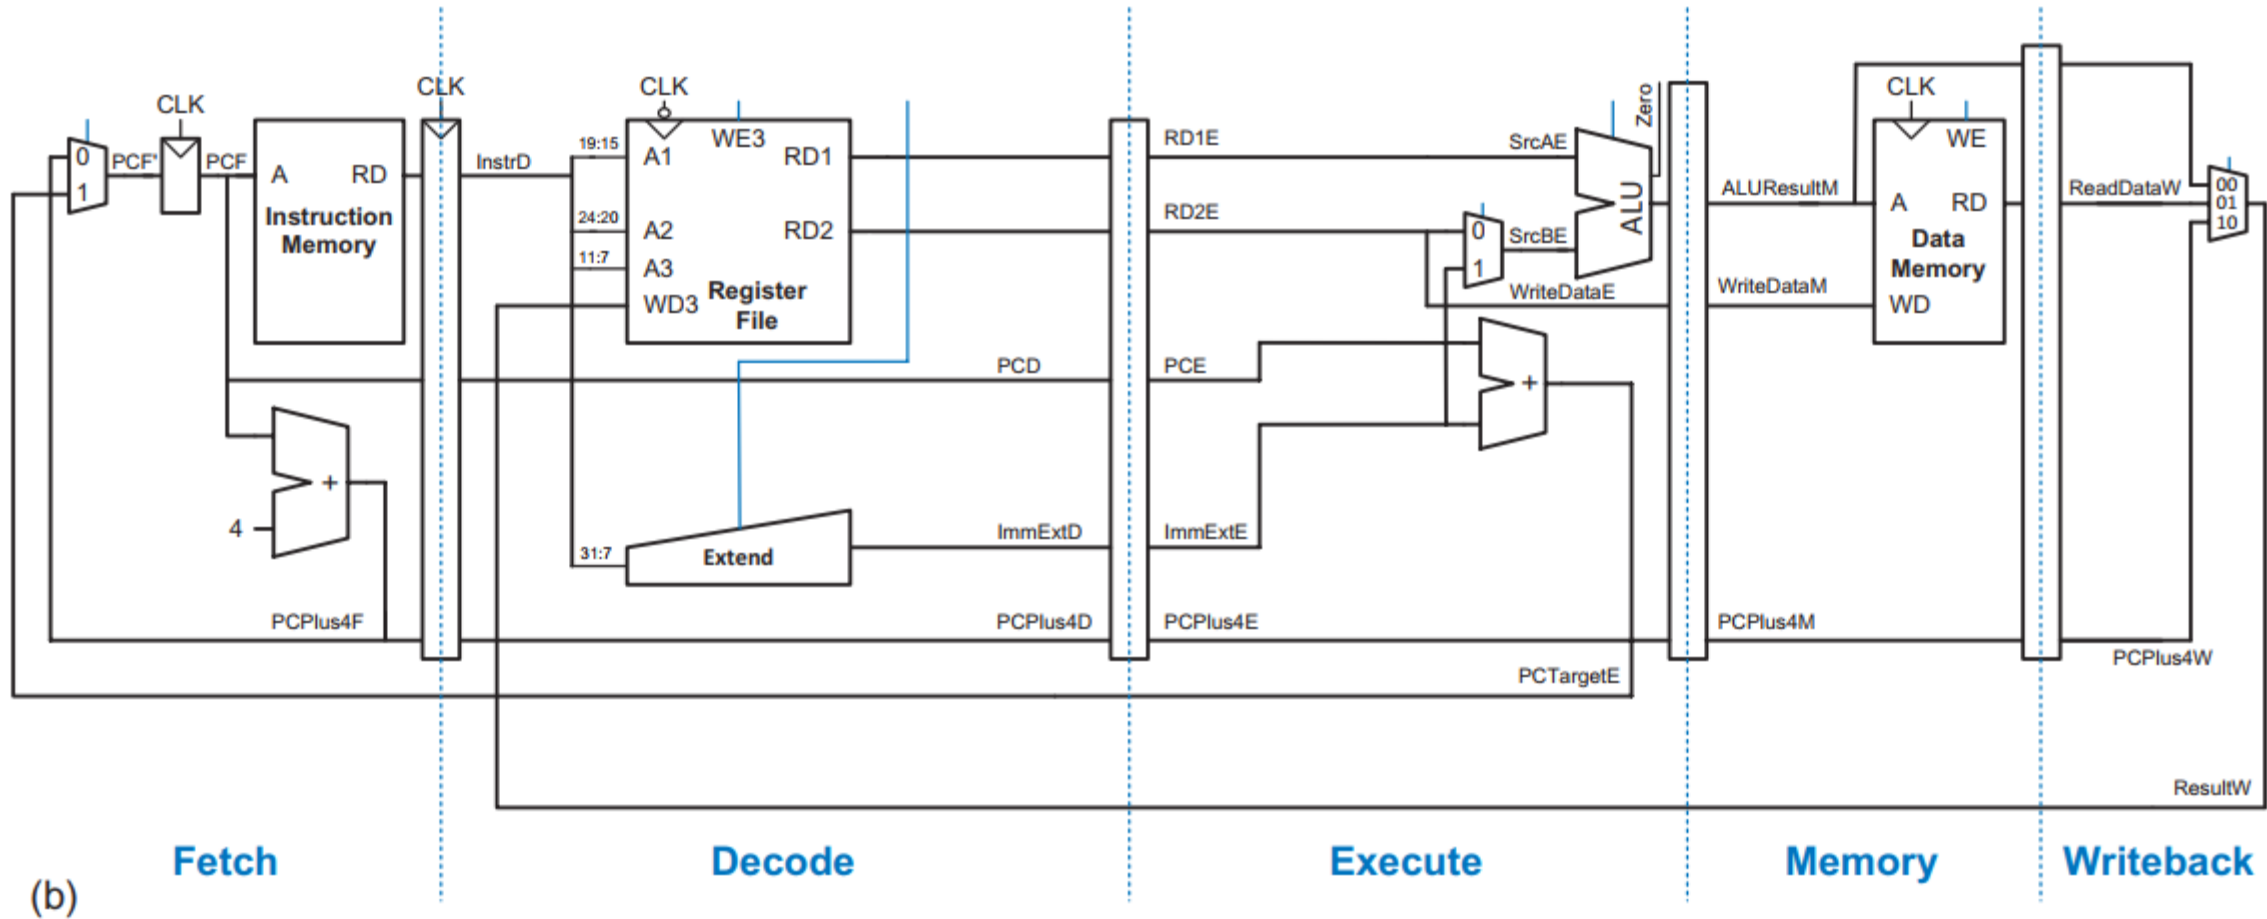 CLK
CLK
CLK
CLK
0
1
PCF'
PCF
A
RD
Instruction
Memory
InstrD
19:15
24:20
11:7
31:7
WE3
A1
RD1
A2
RD2
A3
WD3
Register
File
RD1E
RD2E
SrcAE
0
1
SrcBE
ALU
Zero
WriteDataE
ALUResultM
WriteDataM
WE
A
RD
Data
Memory
WD
ReadDataW
00
01
10
PCD
PCE
+
4
+
Extend
ImmExtD
ImmExtE
PCPlus4F
PCPlus4D
PCPlus4E
PCPlus4M
PCPlus4W
PCTargetE
ResultW
Fetch
Decode
Execute
Memory
Writeback
(b)